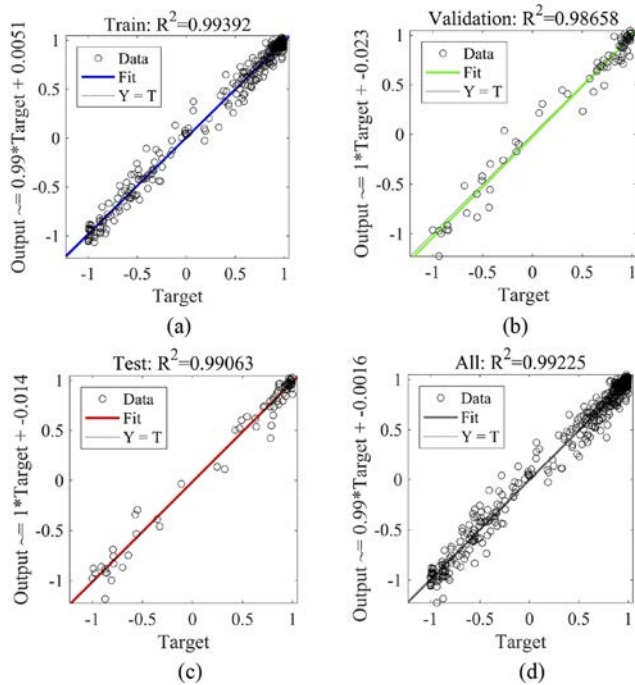 Train: R²=0.99392
Output ~= 0.99*Target + 0.0051
1
0.5
0
-0.5
-1
Data
Fit
Y = T
-1 -0.5 0 0.5 1
Target
(a)
Validation: R²=0.98658
Output ~= 1*Target + -0.023
1
0.5
0
-0.5
-1
Data
Fit
Y = T
-1 -0.5 0 0.5 1
Target
(b)
Test: R²=0.99063
Output ~= 1*Target + -0.014
1
0.5
0
-0.5
-1
Data
Fit
Y = T
-1 -0.5 0 0.5 1
Target
(c)
All: R²=0.99225
Output ~= 0.99*Target + -0.0016
1
0.5
0
-0.5
-1
Data
Fit
Y = T
-1 -0.5 0 0.5 1
Target
(d)